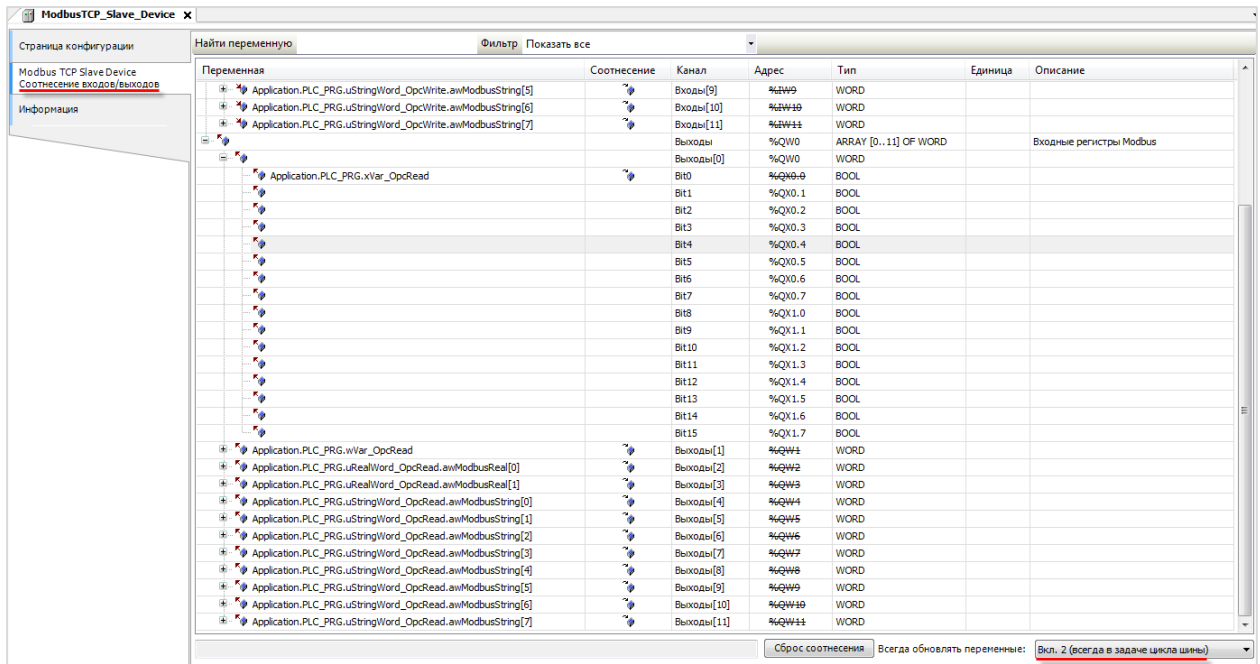 ModbusTCP_Slave_Device X
Страница конфигурации
Modbus TCP Slave Device
Соотнесение входов/выходов
Информация
Найти переменную Фильтр Показать все
Переменная Соотнесение Канал Адрес Тип Единица Описание
Application.PLC_PRG.uStringWord_OpcWrite.awModbusString[5] Входы[9] %IW9 WORD
Application.PLC_PRG.uStringWord_OpcWrite.awModbusString[6] Входы[10] %IW10 WORD
Application.PLC_PRG.uStringWord_OpcWrite.awModbusString[7] Входы[11] %IW11 WORD
Выходы %QW0 ARRAY [0..11] OF WORD Входные регистры Modbus
Выходы[0] %QW0 WORD
Application.PLC_PRG.xVar_OpcRead Bit0 %QX0.0 BOOL
Bit1 %QX0.1 BOOL
Bit2 %QX0.2 BOOL
Bit3 %QX0.3 BOOL
Bit4 %QX0.4 BOOL
Bit5 %QX0.5 BOOL
Bit6 %QX0.6 BOOL
Bit7 %QX0.7 BOOL
Bit8 %QX1.0 BOOL
Bit9 %QX1.1 BOOL
Bit10 %QX1.2 BOOL
Bit11 %QX1.3 BOOL
Bit12 %QX1.4 BOOL
Bit13 %QX1.5 BOOL
Bit14 %QX1.6 BOOL
Bit15 %QX1.7 BOOL
Application.PLC_PRG.wVar_OpcRead Выходы[1] %QW1 WORD
Application.PLC_PRG.uRealWord_OpcRead.awModbusReal[0] Выходы[2] %QW2 WORD
Application.PLC_PRG.uRealWord_OpcRead.awModbusReal[1] Выходы[3] %QW3 WORD
Application.PLC_PRG.uStringWord_OpcRead.awModbusString[0] Выходы[4] %QW4 WORD
Application.PLC_PRG.uStringWord_OpcRead.awModbusString[1] Выходы[5] %QW5 WORD
Application.PLC_PRG.uStringWord_OpcRead.awModbusString[2] Выходы[6] %QW6 WORD
Application.PLC_PRG.uStringWord_OpcRead.awModbusString[3] Выходы[7] %QW7 WORD
Application.PLC_PRG.uStringWord_OpcRead.awModbusString[4] Выходы[8] %QW8 WORD
Application.PLC_PRG.uStringWord_OpcRead.awModbusString[5] Выходы[9] %QW9 WORD
Application.PLC_PRG.uStringWord_OpcRead.awModbusString[6] Выходы[10] %QW10 WORD
Application.PLC_PRG.uStringWord_OpcRead.awModbusString[7] Выходы[11] %QW11 WORD
Сброс соотнесения Всегда обновлять переменные: Вкл. 2 (всегда в задаче цикла шины)